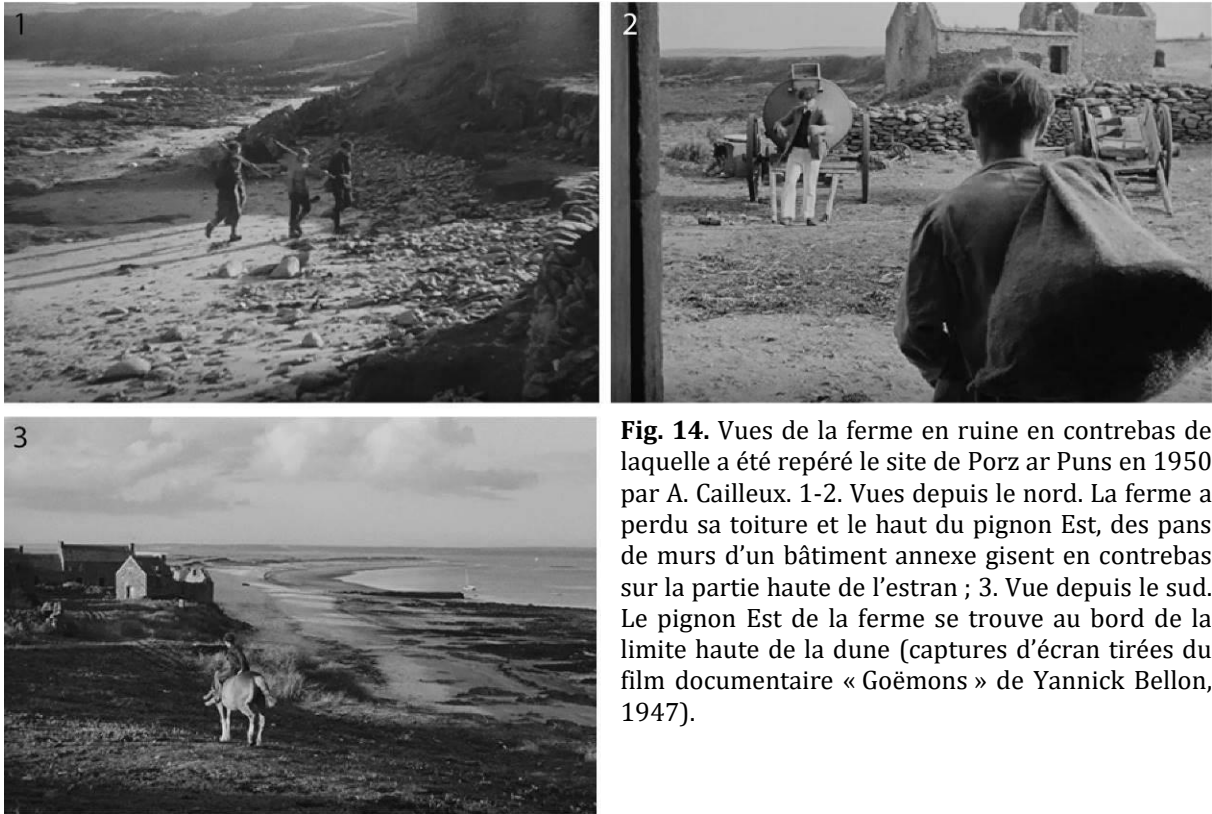 1
2
3
Fig. 14. Vues de la ferme en ruine en contrebas de
laquelle a été repéré le site de Porz ar Puns en 1950
par A. Cailleux. 1-2. Vues depuis le nord. La ferme a
perdu sa toiture et le haut du pignon Est, des pans
de murs d’un bâtiment annexe gisent en contrebas
sur la partie haute de l’estran ; 3. Vue depuis le sud.
Le pignon Est de la ferme se trouve au bord de la
limite haute de la dune (captures d’écran tirées du
film documentaire « Goëmons » de Yannick Bellon,
1947).